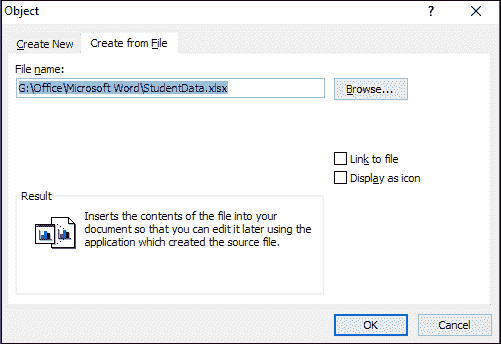 Object
?
Create New
Create from File
File name:
G:\Office\Microsoft Word\StudentData.xlsx
Browse...
Link to file
Display as icon
Result
Inserts the contents of the file into your
document so that you can edit it later using the
application which created the source file.
OK
Cancel